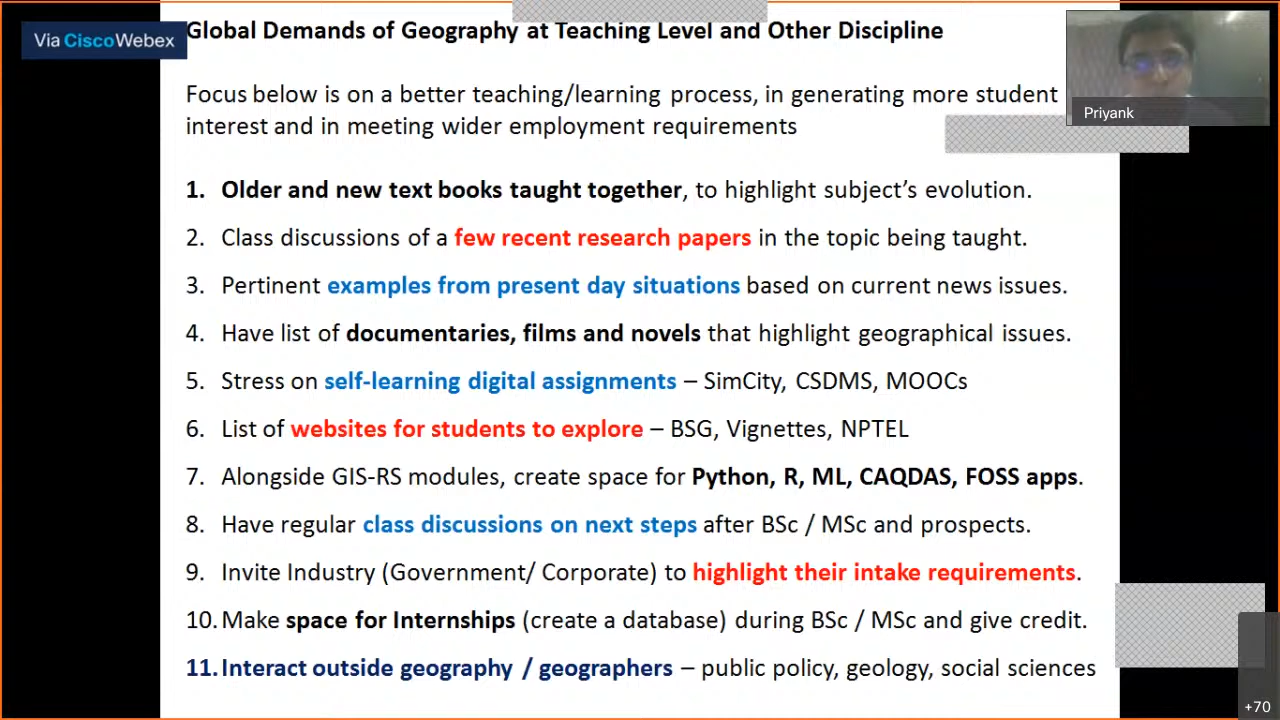 Global Demands of Geography at Teaching Level and Other Discipline
Via CiscoWebex
Focus below is on a better teaching/learning process, in generating more student
interest and in meeting wider employment requirements
Priyank
1. Older and new text books taught together, to highlight subject's evolution.
2. Class discussions of a few recent research papers in the topic being taught.
3. Pertinent examples from present day situations based on current news issues.
4. Have list of documentaries, films and novels that highlight geographical issues.
5. Stress on self-learning digital assignments – SimCity, CSDMS, MOOCs
6. List of websites for students to explore – BSG, Vignettes, NPTEL
7. Alongside GIS-RS modules, create space for Python, R, ML, CAQDAS, FOSS apps.
8. Have regular class discussions on next steps after BSc / MSc and prospects.
9. Invite Industry (Government/ Corporate) to highlight their intake requirements.
10. Make space for Internships (create a database) during BSc / MSc and give credit.
11. Interact outside geography / geographers – public policy, geology, social sciences
+70